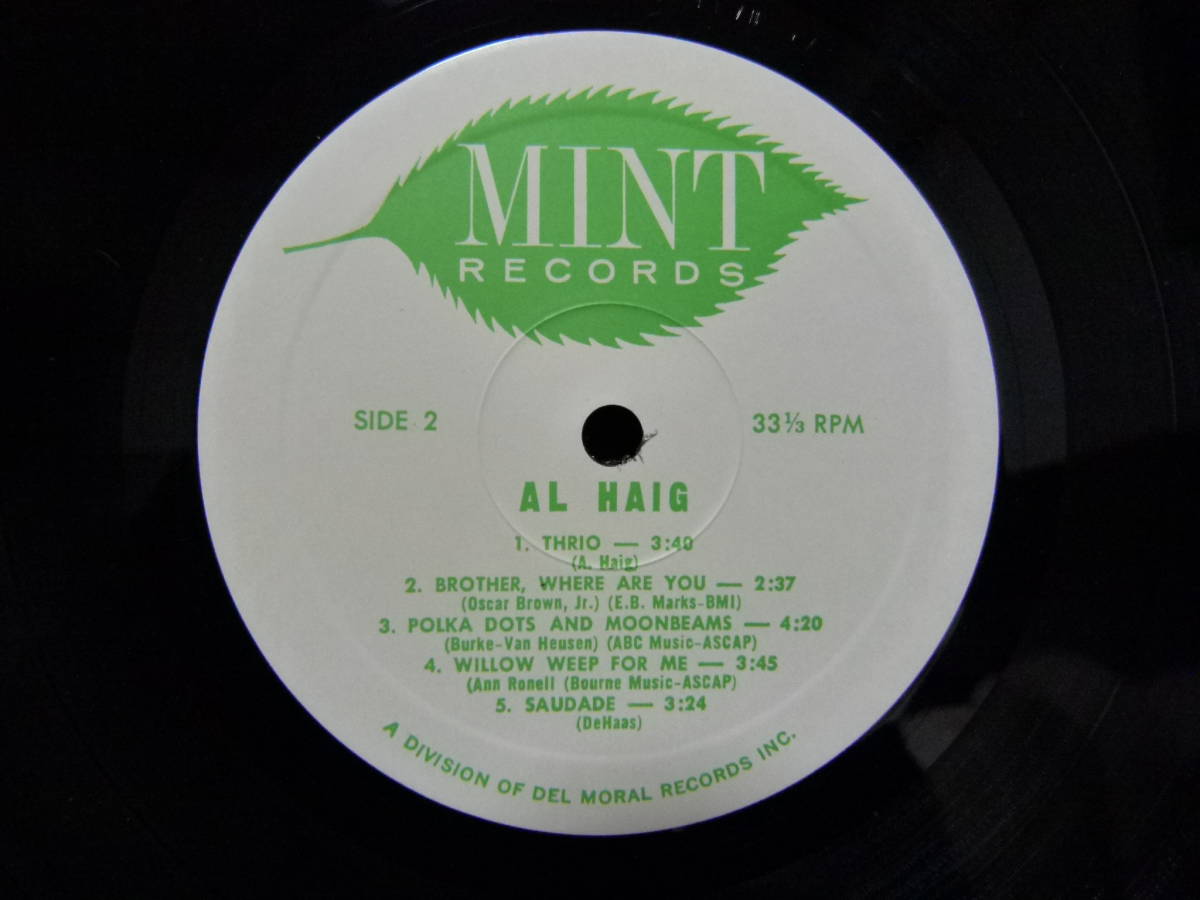 MINT
RECORDS
SIDE 2
33⅓ RPM
AL HAIG
1. THRIO — 3:40
(A. Haig)
2. BROTHER, WHERE ARE YOU — 2:37
(Oscar Brown, Jr.) (E.B. Marks-BMI)
3. POLKA DOTS AND MOONBEAMS — 4:20
(Burke-Van Heusen) (ABC Music-ASCAP)
4. WILLOW WEEP FOR ME — 3:45
(Ann Ronell (Bourne Music-ASCAP)
5. SAUDADE — 3:24
(DeHaas)
A DIVISION OF DEL MORAL RECORDS INC.